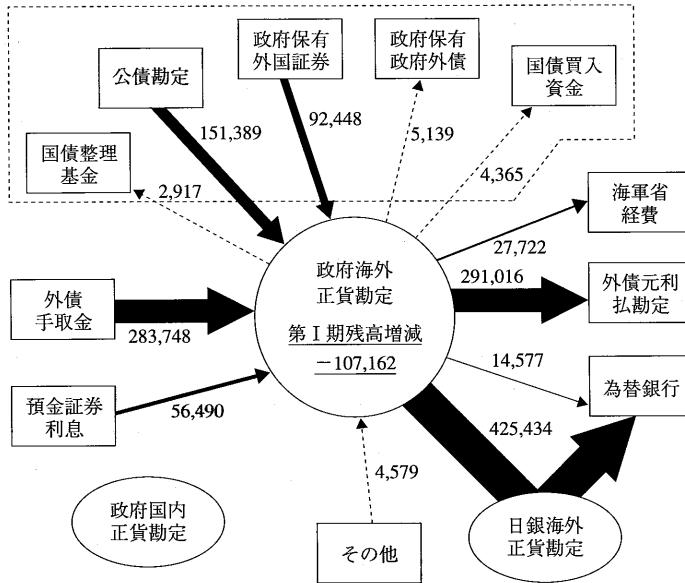 政府保有
外国証券
政府保有
政府外債
国債買入
資金
公債勘定
151,389
92,448
5,139
4,365
国債整理
基金
2,917
海軍省
経費
27,722
政府海外
正貨勘定
第Ⅰ期残高増減
－107,162
外債
手取金
283,748
291,016
外債元利
払勘定
14,577
為替銀行
預金証券
利息
56,490
425,434
4,579
政府国内
正貨勘定
その他
日銀海外
正貨勘定